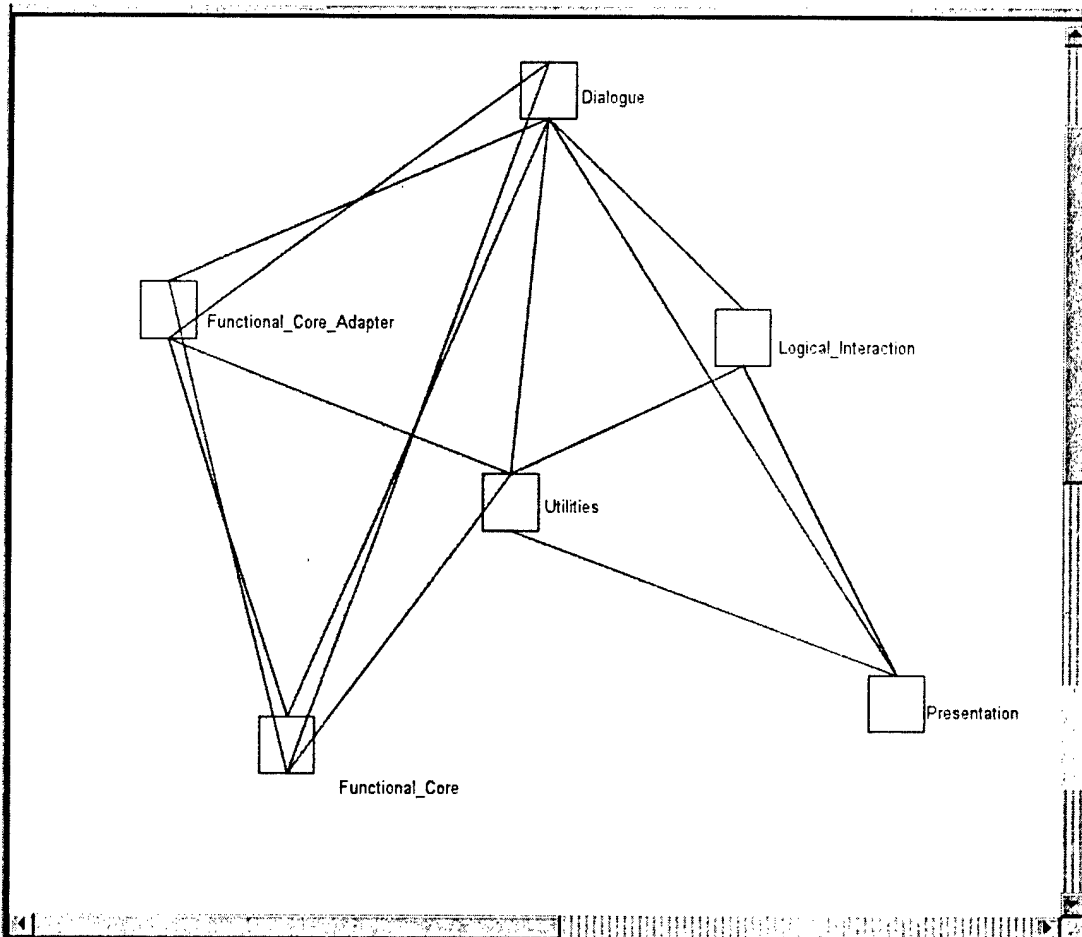 Dialogue
Functional_Core_Adapter
Logical_Interaction
Utilities
Presentation
Functional_Core